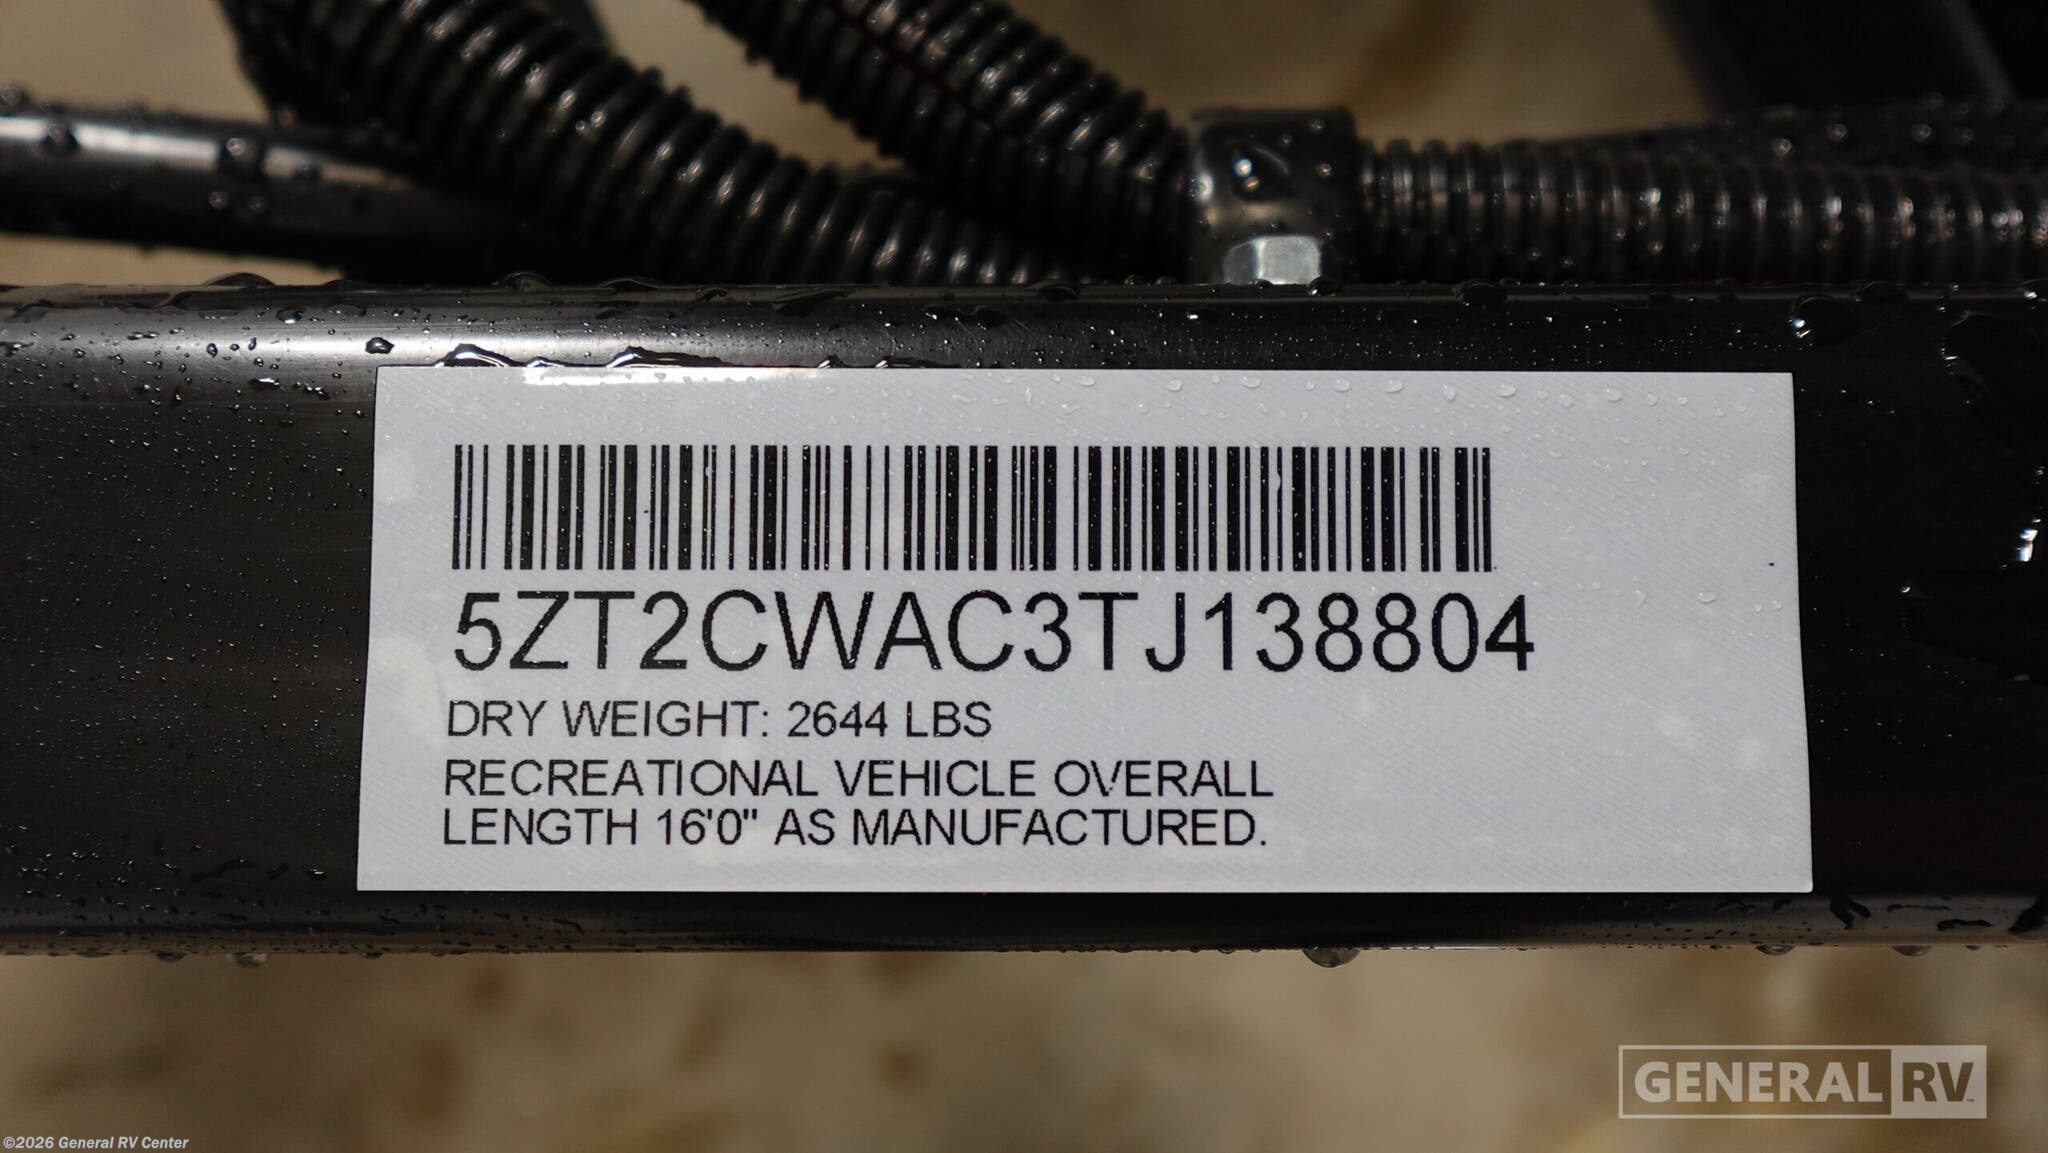 5ZT2CWAC3TJ138804
DRY WEIGHT: 2644 LBS
RECREATIONAL VEHICLE OVERALL
LENGTH 16'0" AS MANUFACTURED.
GENERAL RV
©2026 General RV Center